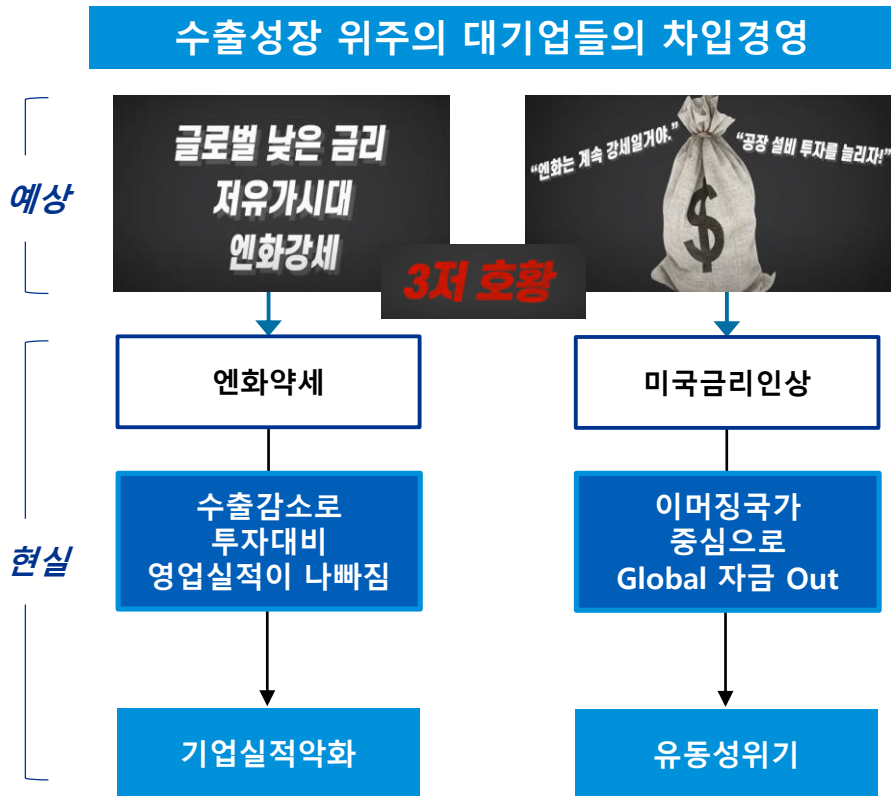 수출성장 위주의 대기업들의 차입경영
예상
글로벌 낮은 금리
저유가시대
엔화강세
“엔화는 계속 강세일거야.”
“공장 설비 투자를 늘리자!”
$
3저 호황
현실
엔화약세
미국금리인상
수출감소로
투자대비
영업실적이 나빠짐
이머징국가
중심으로
Global 자금 Out
기업실적악화
유동성위기